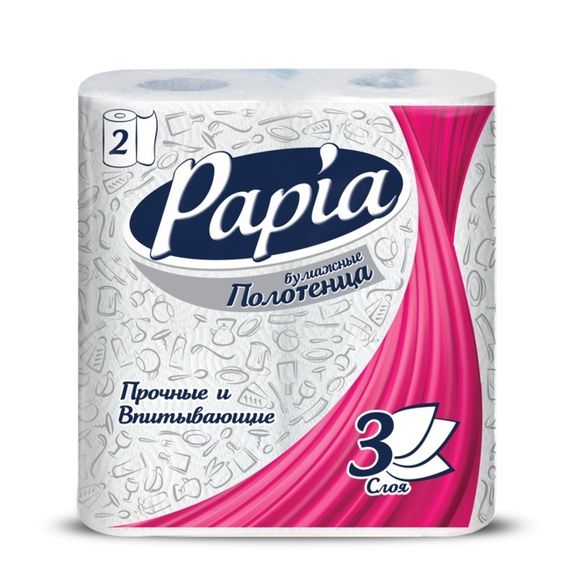 2
Papia
бумажные
Полотенца
Прочные и
Впитывающие
3
Слоя